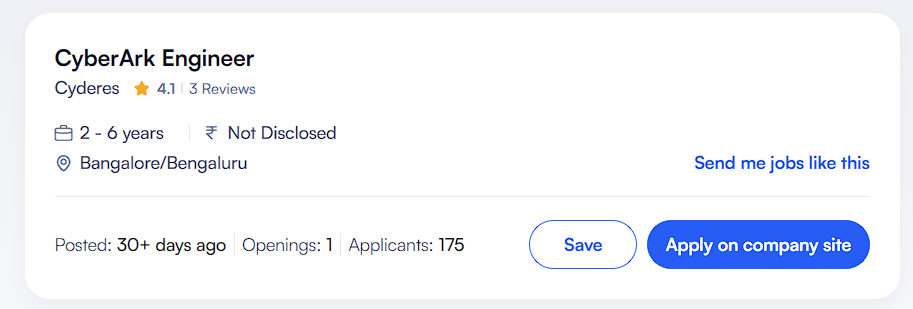 CyberArk Engineer
Cyderes 4.1 3 Reviews
2 - 6 years ₹ Not Disclosed
Bangalore/Bengaluru Send me jobs like this
Posted: 30+ days ago Openings: 1 Applicants: 175 Save Apply on company site